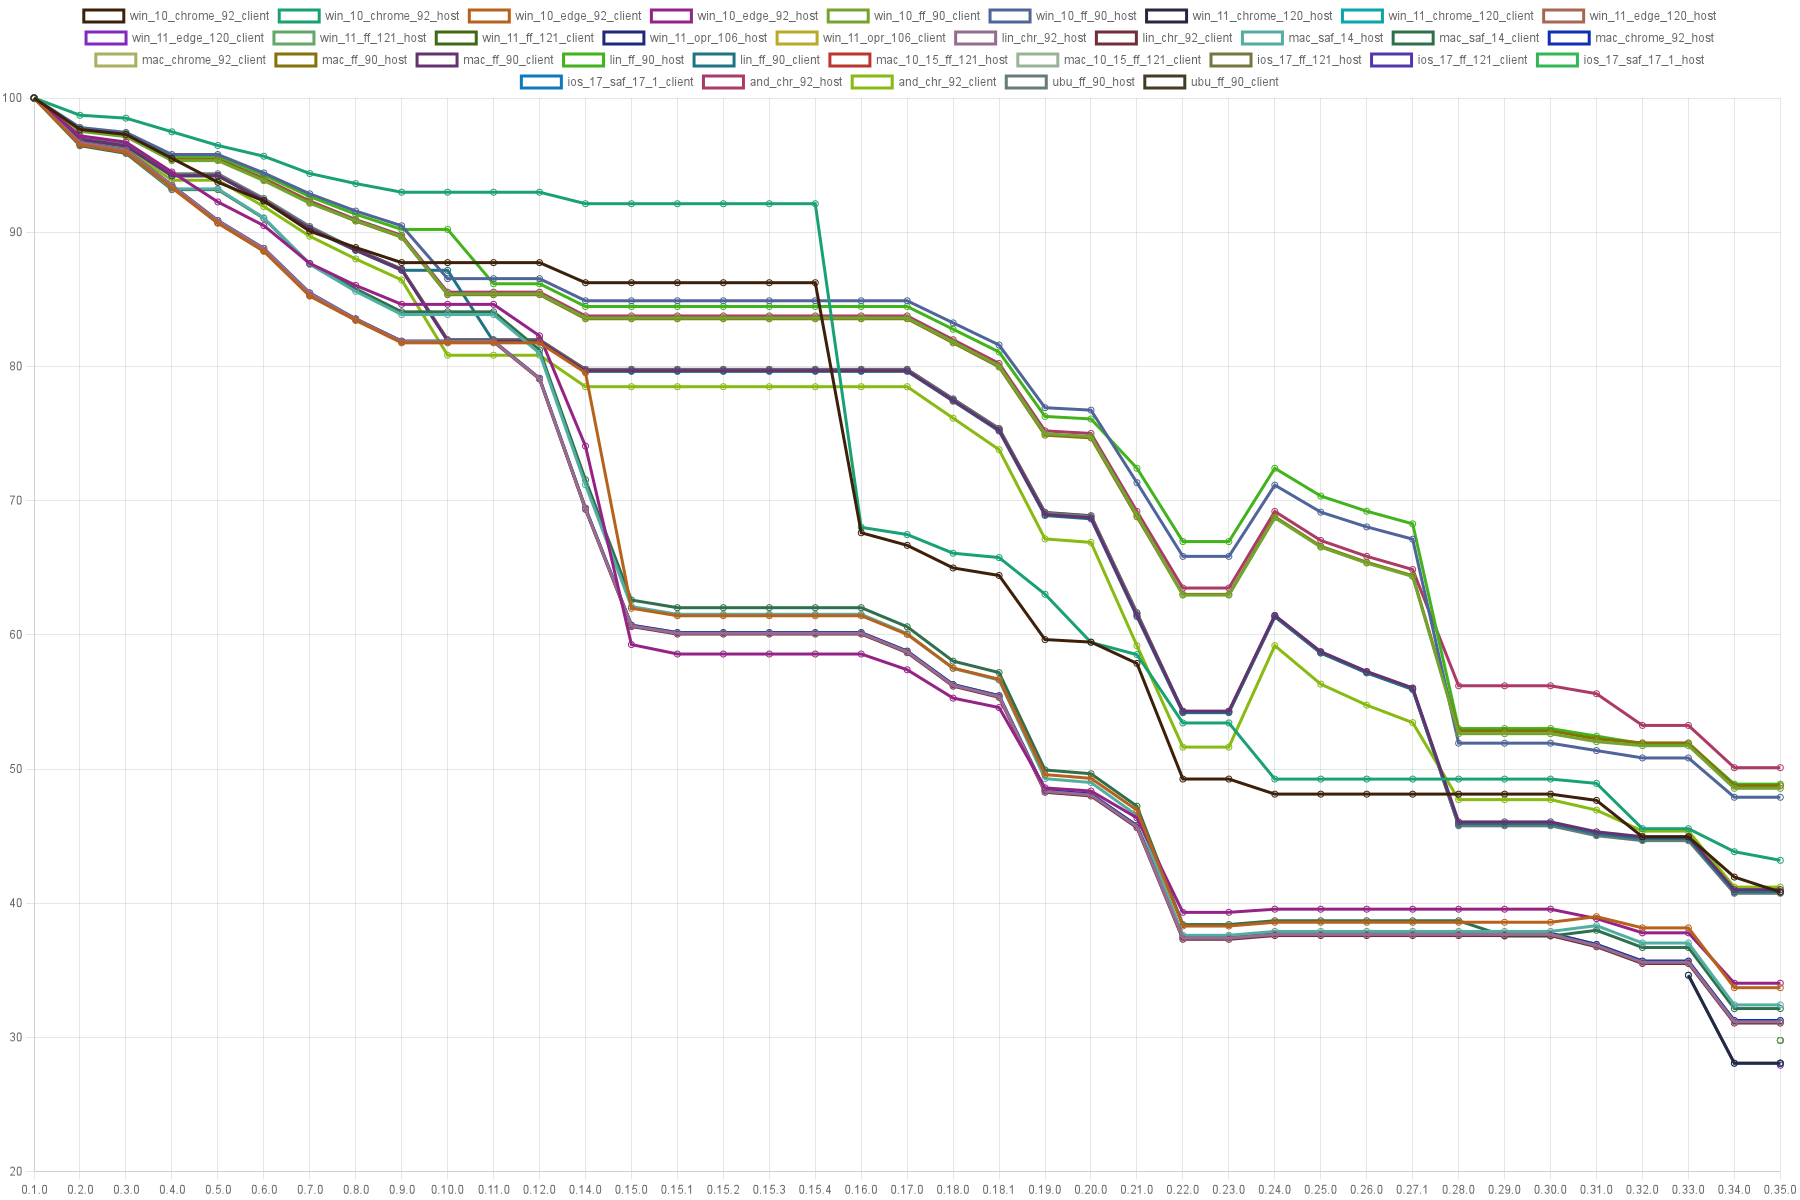 win_10_chrome_92_client win_10_chrome_92_host win_10_edge_92_client win_10_edge_92_host win_10_ff_90_client win_10_ff_90_host win_11_chrome_120_host win_11_chrome_120_client win_11_edge_120_host
win_11_edge_120_client win_11_ff_121_host win_11_ff_121_client win_11_opr_106_host win_11_opr_106_client lin_chr_92_host lin_chr_92_client mac_saf_14_host mac_saf_14_client mac_chrome_92_host
mac_chrome_92_client mac_ff_90_host mac_ff_90_client lin_ff_90_host lin_ff_90_client mac_10_15_ff_121_host mac_10_15_ff_121_client ios_17_ff_121_host ios_17_ff_121_client ios_17_saf_17_1_host
ios_17_saf_17_1_client and_chr_92_host and_chr_92_client ubu_ff_90_host ubu_ff_90_client
100
90
80
70
60
50
40
30
20
0.1.0 0.2.0 0.3.0 0.4.0 0.5.0 0.6.0 0.7.0 0.8.0 0.9.0 0.10.0 0.11.0 0.12.0 0.14.0 0.15.0 0.15.1 0.15.2 0.15.3 0.15.4 0.16.0 0.17.0 0.18.0 0.18.1 0.19.0 0.20.0 0.21.0 0.22.0 0.23.0 0.24.0 0.25.0 0.26.0 0.27.1 0.28.0 0.29.0 0.30.0 0.31.0 0.32.0 0.33.0 0.34.0 0.35.0